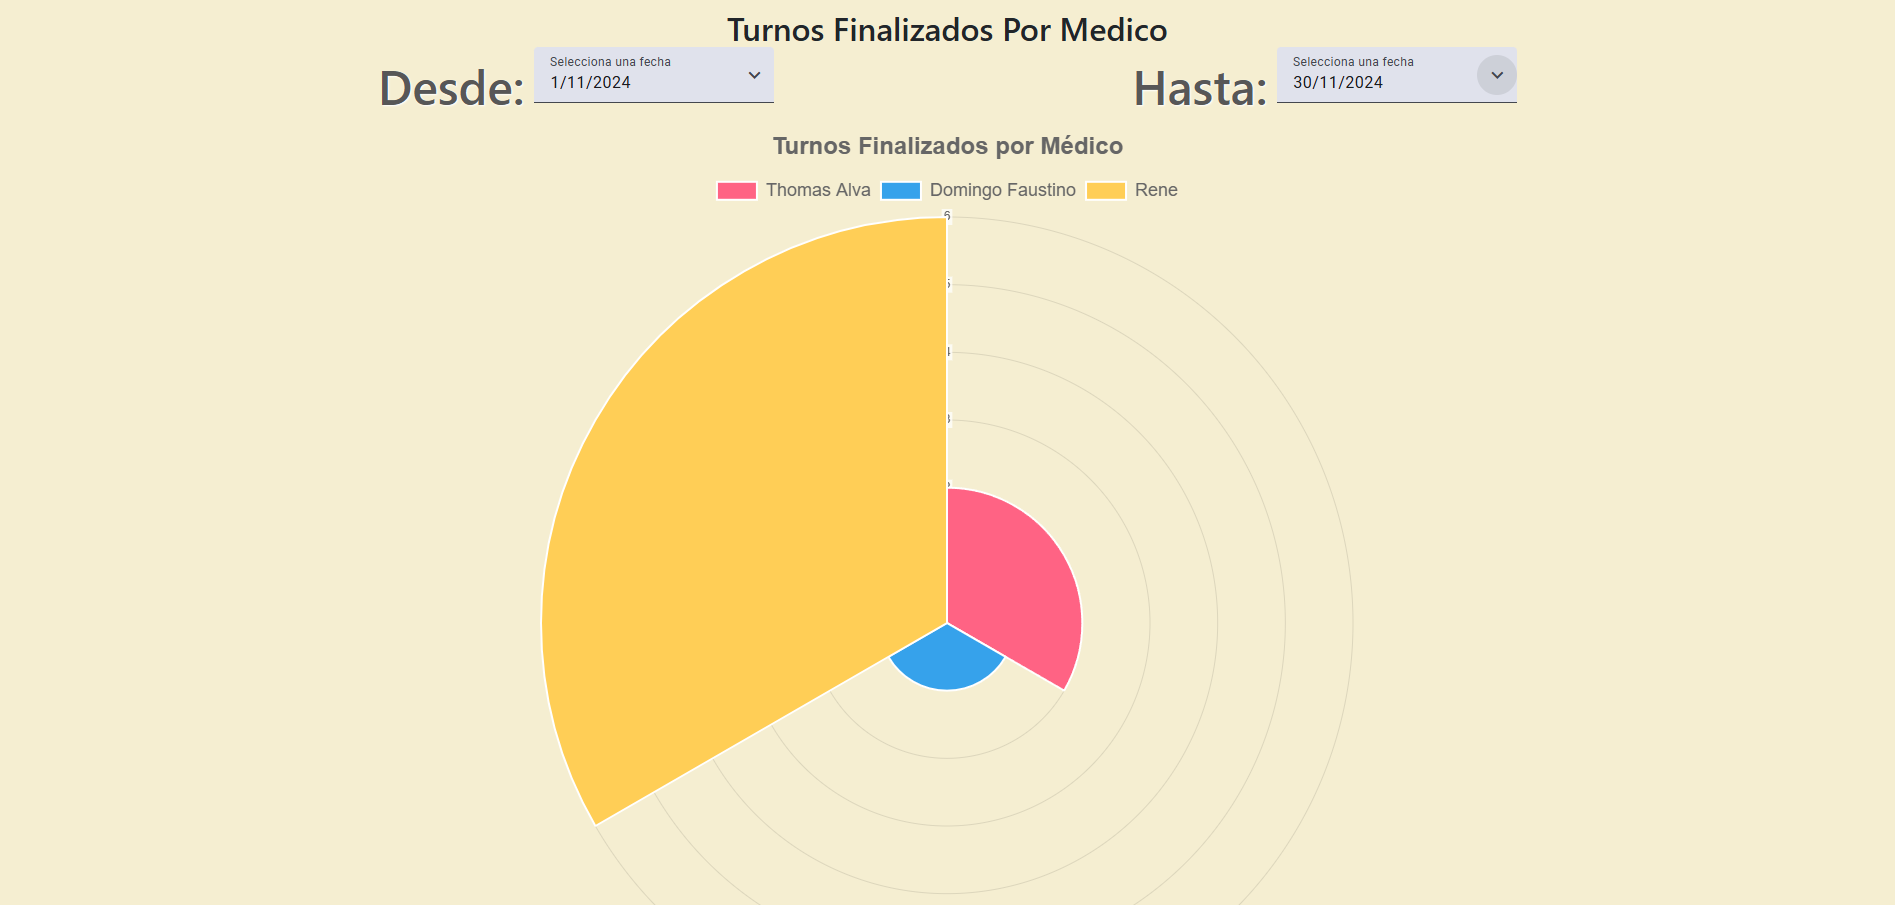 Turnos Finalizados Por Medico
Desde:
Selecciona una fecha
1/11/2024
Hasta:
Selecciona una fecha
30/11/2024
Turnos Finalizados por Médico
Thomas Alva
Domingo Faustino
Rene
6
5
4
3